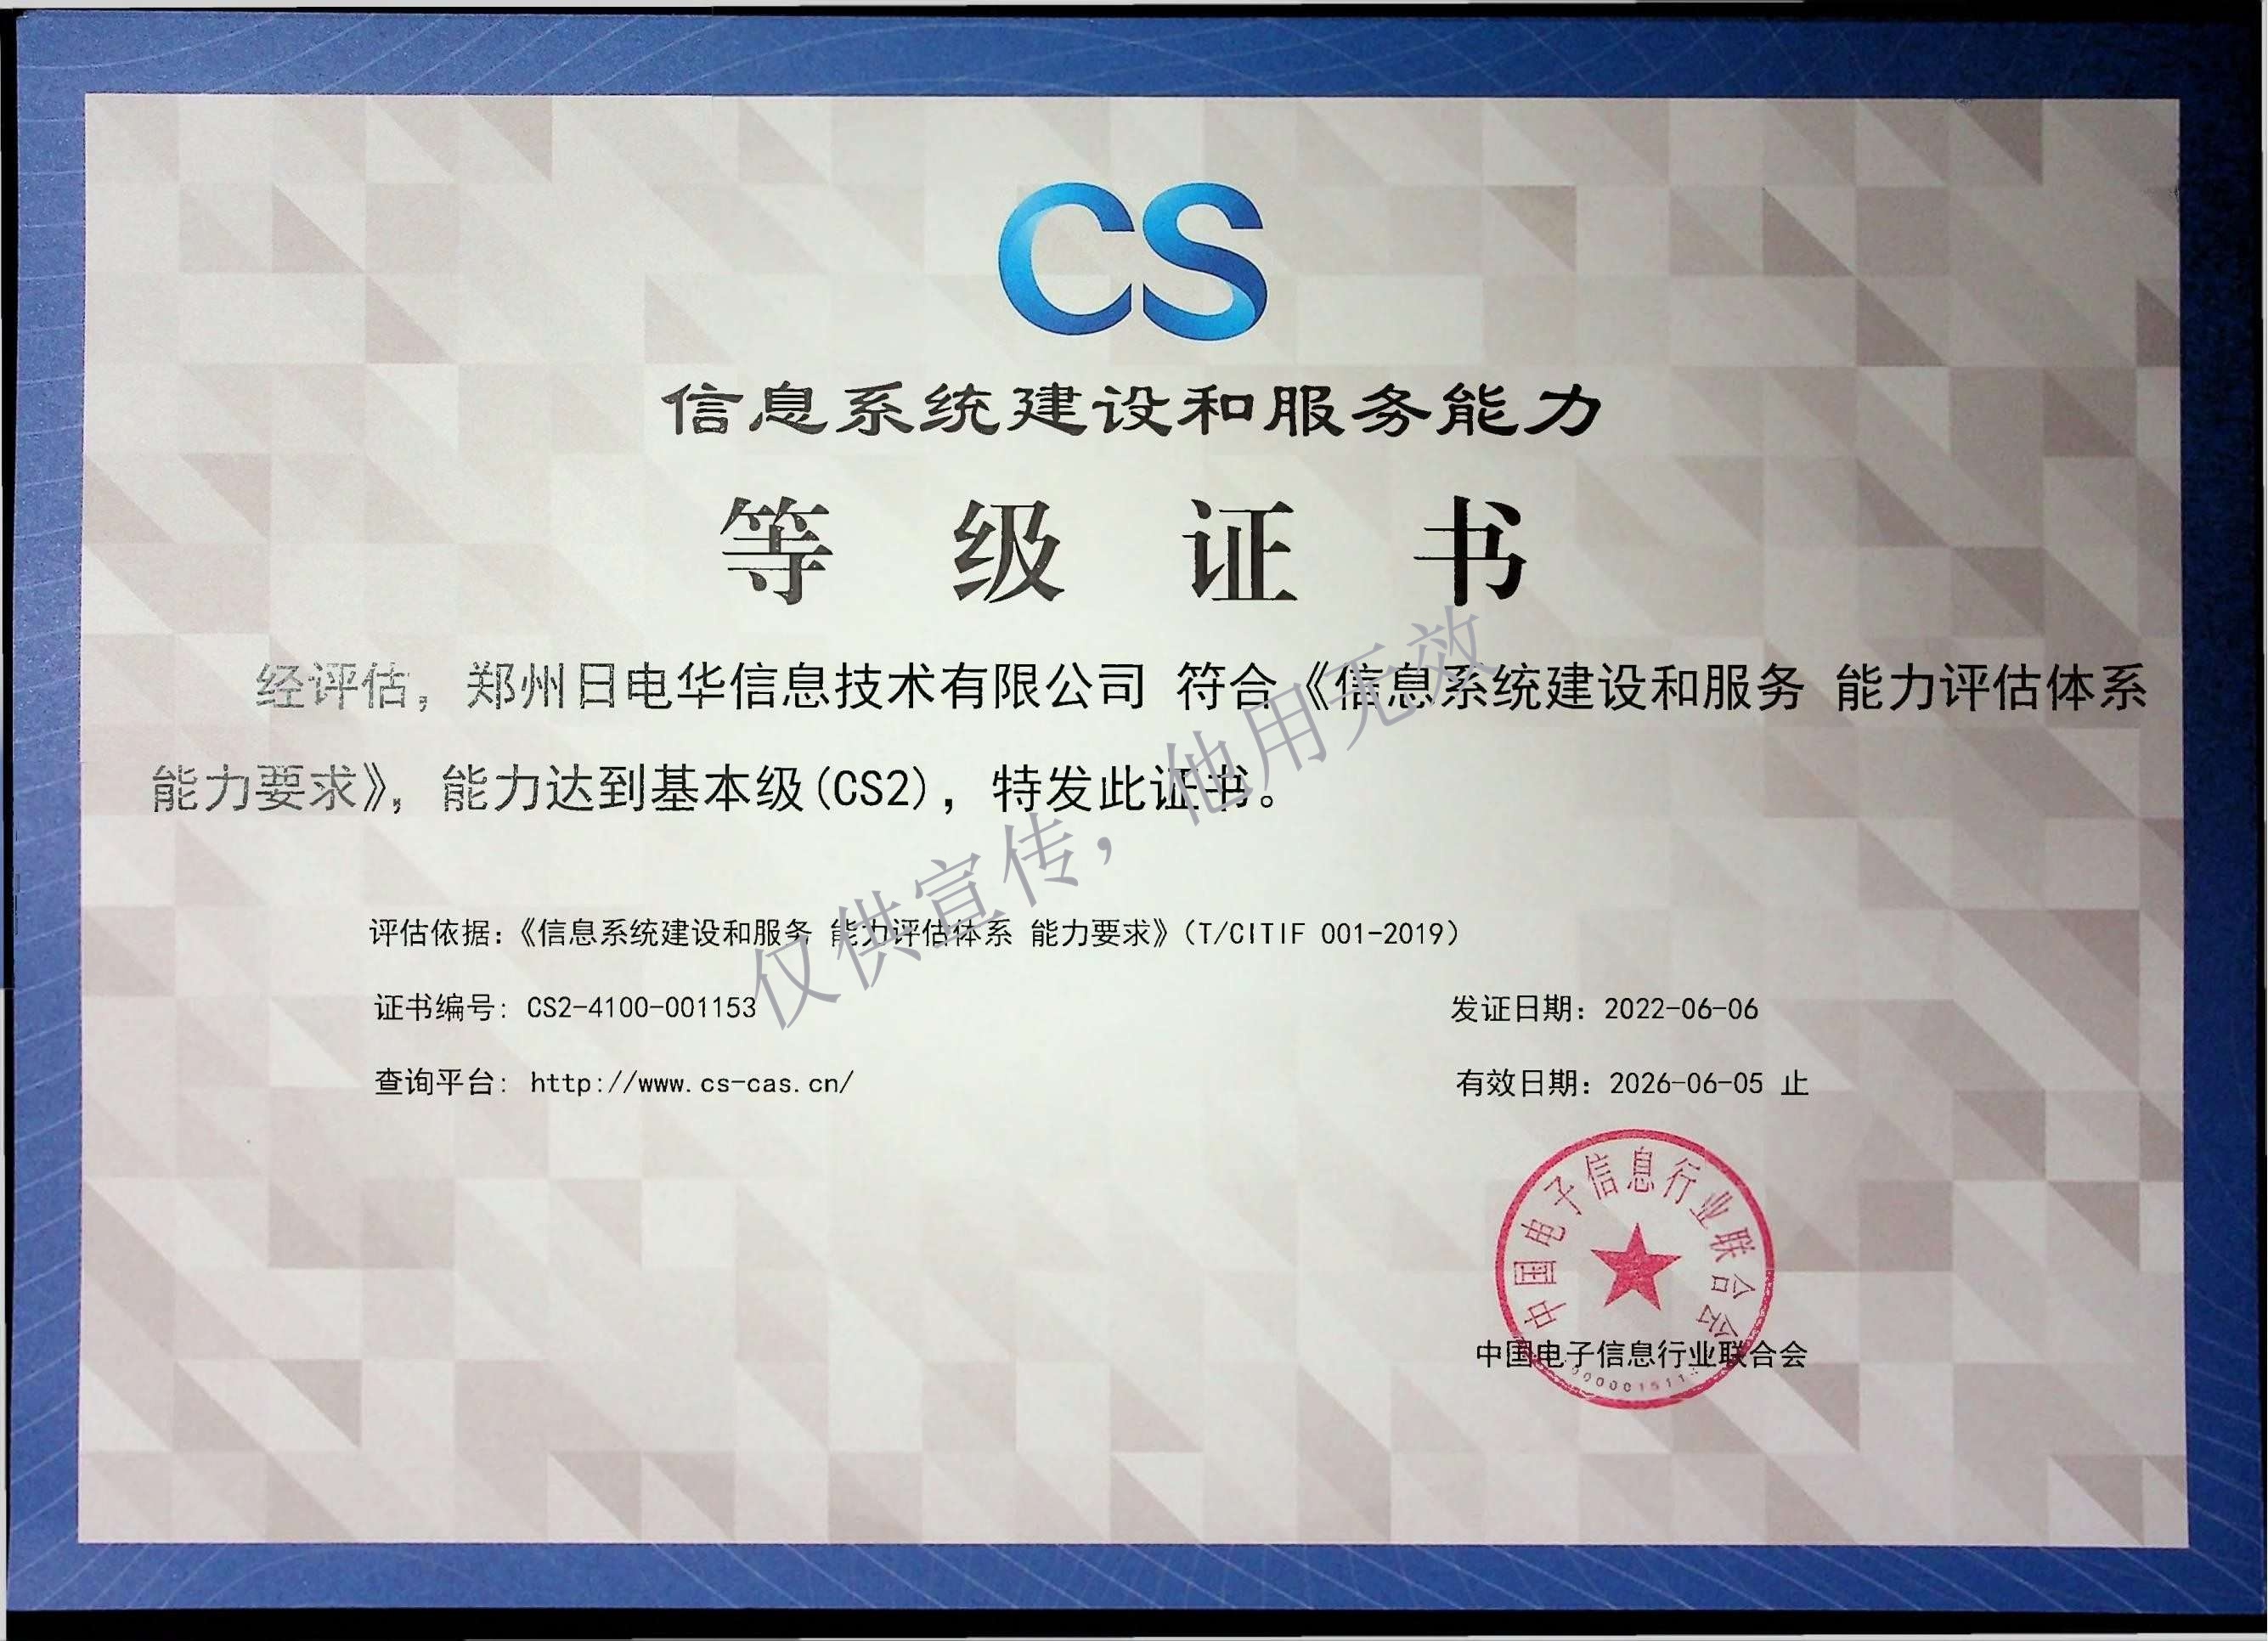 CS
信息系统建设和服务能力
等级证书
经评估，郑州日电华信息技术有限公司 符合《信息系统建设和服务 能力评估体系
能力要求》，能力达到基本级(CS2)，特发此证书。
仅供宣传，他用无效
评估依据：《信息系统建设和服务 能力评估体系 能力要求》（T/CITIF 001-2019）
证书编号：CS2-4100-001153
发证日期：2022-06-06
查询平台：http://www.cs-cas.cn/
有效日期：2026-06-05 止
中国电子信息行业联合会
中国电子信息行业联合会